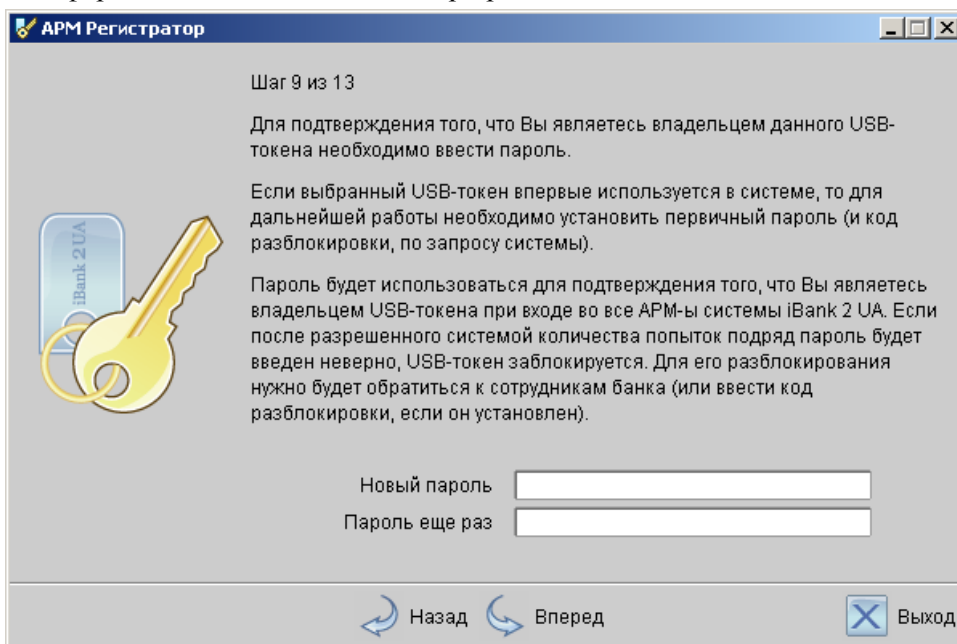 АРМ Регистратор
Шаг 9 из 13
Для подтверждения того, что Вы являетесь владельцем данного USB-
токена необходимо ввести пароль.
Если выбранный USB-токен впервые используется в системе, то для
дальнейшей работы необходимо установить первичный пароль (и код
разблокировки, по запросу системы).
Пароль будет использоваться для подтверждения того, что Вы являетесь
владельцем USB-токена при входе во все АРМ-ы системы iBank 2 UA. Если
после разрешенного системой количества попыток подряд пароль будет
введен неверно, USB-токен заблокируется. Для его разблокирования
нужно будет обратиться к сотрудникам банка (или ввести код
разблокировки, если он установлен).
iBank 2 UA
Новый пароль
Пароль еще раз
Назад Вперед Выход